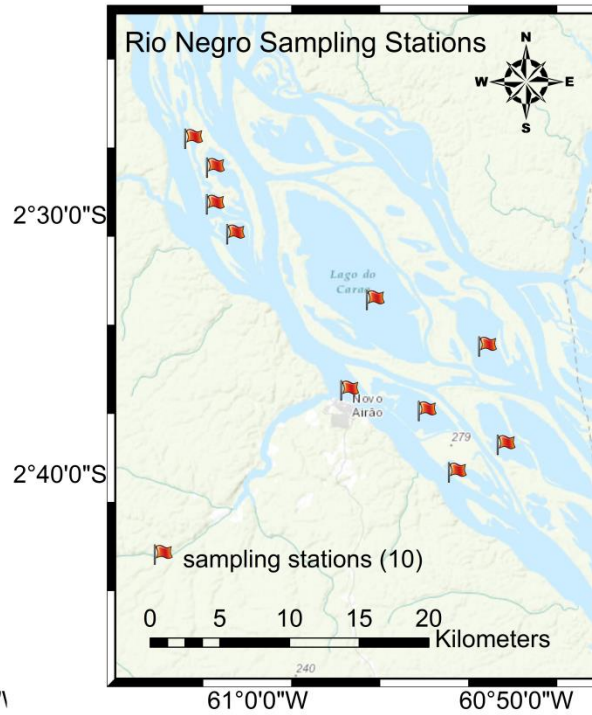 Rio Negro Sampling Stations
N
W E
S
2°30'0"S
Lago do
Novo
Airão
279
2°40'0"S
sampling stations (10)
0 5 10 15 20
Kilometers
240
61°0'0"W 60°50'0"W